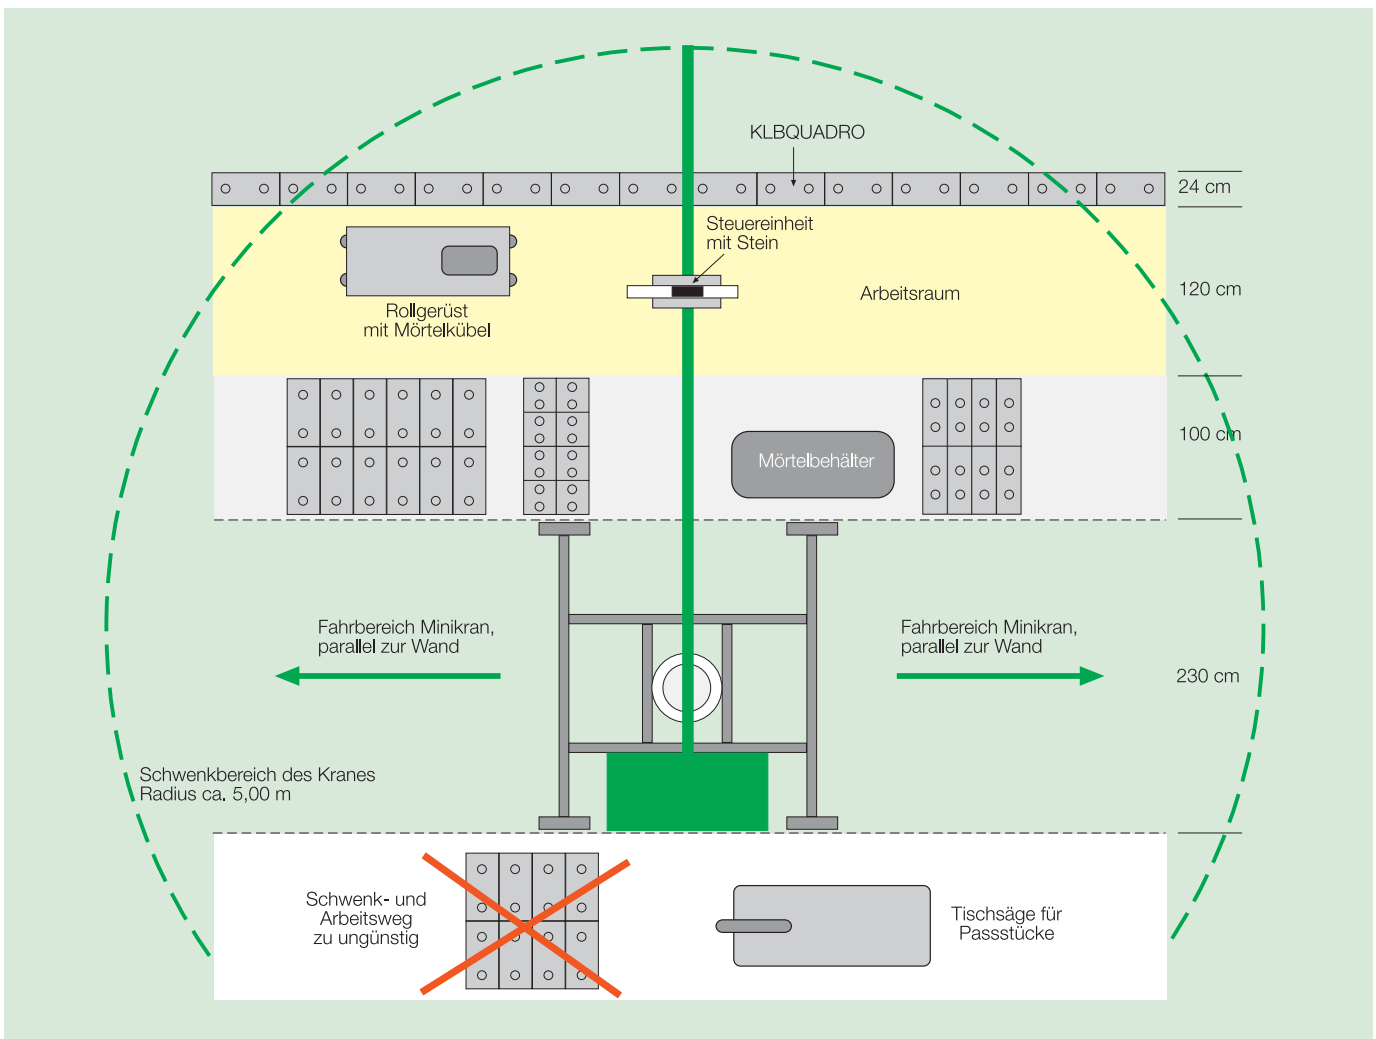 KLBQUADRO
24 cm
Steuereinheit
mit Stein
Rollgerüst
mit Mörtelkübel
Arbeitsraum
120 cm
Mörtelbehälter
100 cm
Fahrbereich Minikran,
parallel zur Wand
Fahrbereich Minikran,
parallel zur Wand
230 cm
Schwenkbereich des Kranes
Radius ca. 5,00 m
Schwenk- und
Arbeitsweg
zu ungünstig
Tischsäge für
Passstücke